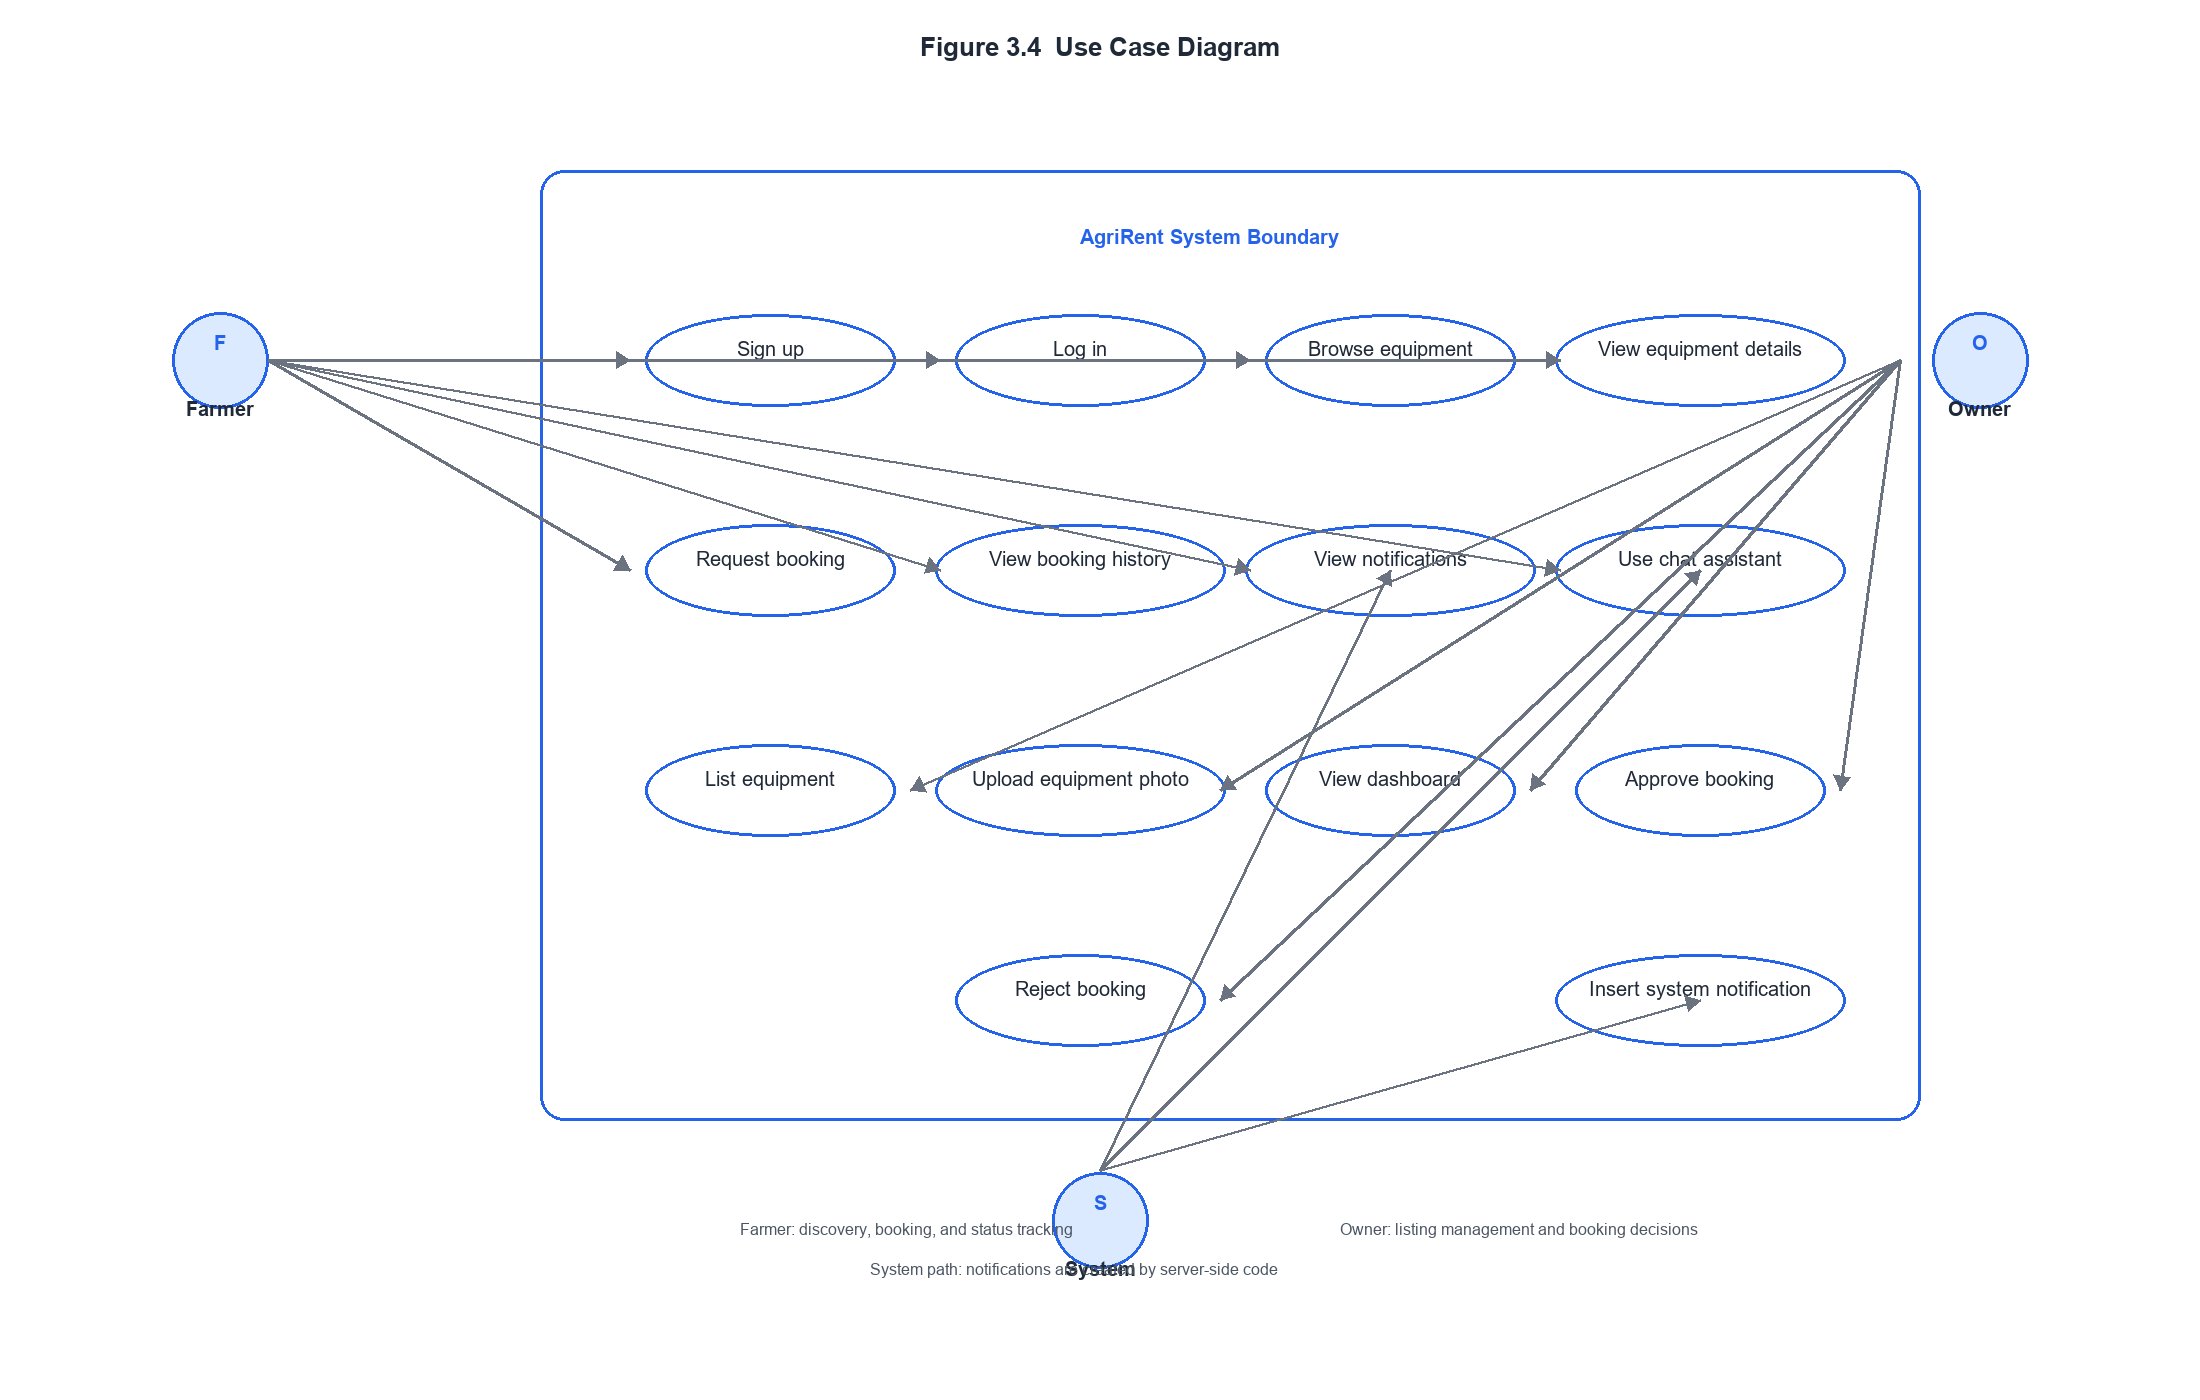 Figure 3.4  Use Case Diagram
AgriRent System Boundary
F
Farmer
O
Owner
Sign up
Log in
Browse equipment
View equipment details
Request booking
View booking history
View notifications
Use chat assistant
List equipment
Upload equipment photo
View dashboard
Approve booking
Reject booking
Insert system notification
S
System
Farmer: discovery, booking, and status tracking
Owner: listing management and booking decisions
System path: notifications are created by server-side code